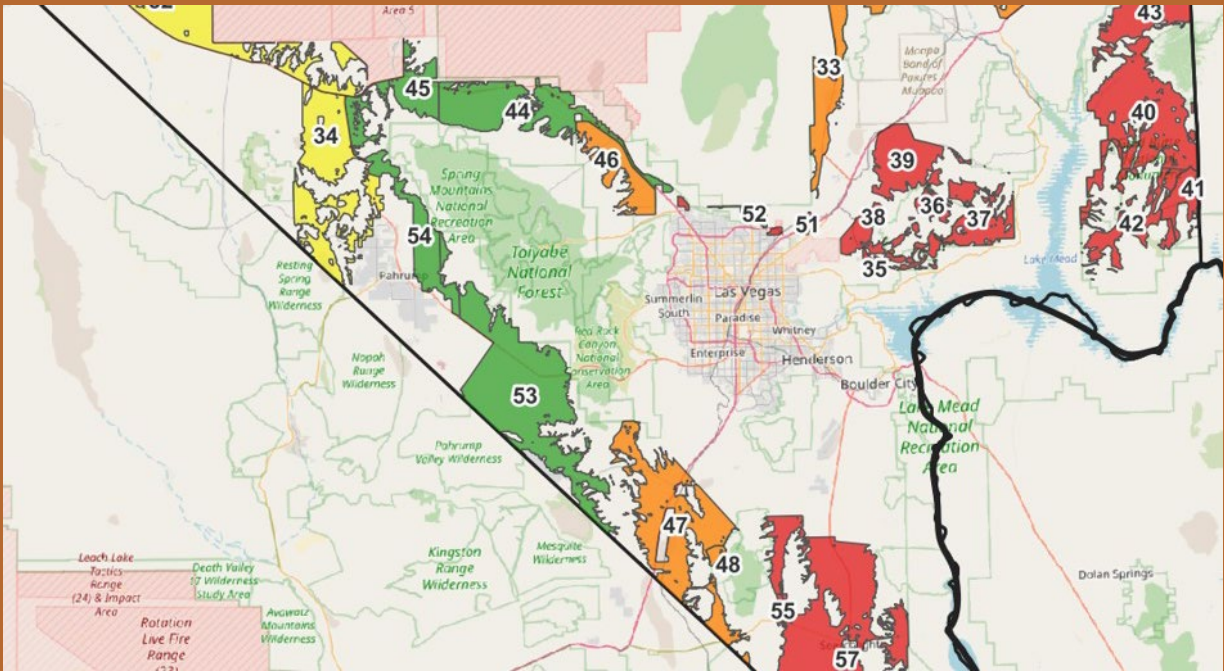 32
Area 5
45
44
34
46
33
Moapa
Band of
Paiutes
43
40
39
36
38
37
35
41
42
52
51
Spring
Mountains
National
Recreation
Area
54
Toiyabe
National
Forest
Pahrump
Resting
Spring
Range
Wilderness
Summerlin
South
Las Vegas
Paradise
Whitney
Enterprise
Henderson
Red Rock
Canyon
National
Conservation
Area
Lake Mead
Boulder City
Nopah
Range
Wilderness
53
Lake Mead
National
Recreation
Area
Pahrump
Valley Wilderness
47
48
Kingston
Range
Wilderness
Mesquite
Wilderness
Leach Lake
Tactics
Range
(24) & Impact
Area
Death Valley
17 Wilderness
Study Area
Avawatz
Mountains
Wilderness
Rotation
Live Fire
Range
Dolan Springs
55
57